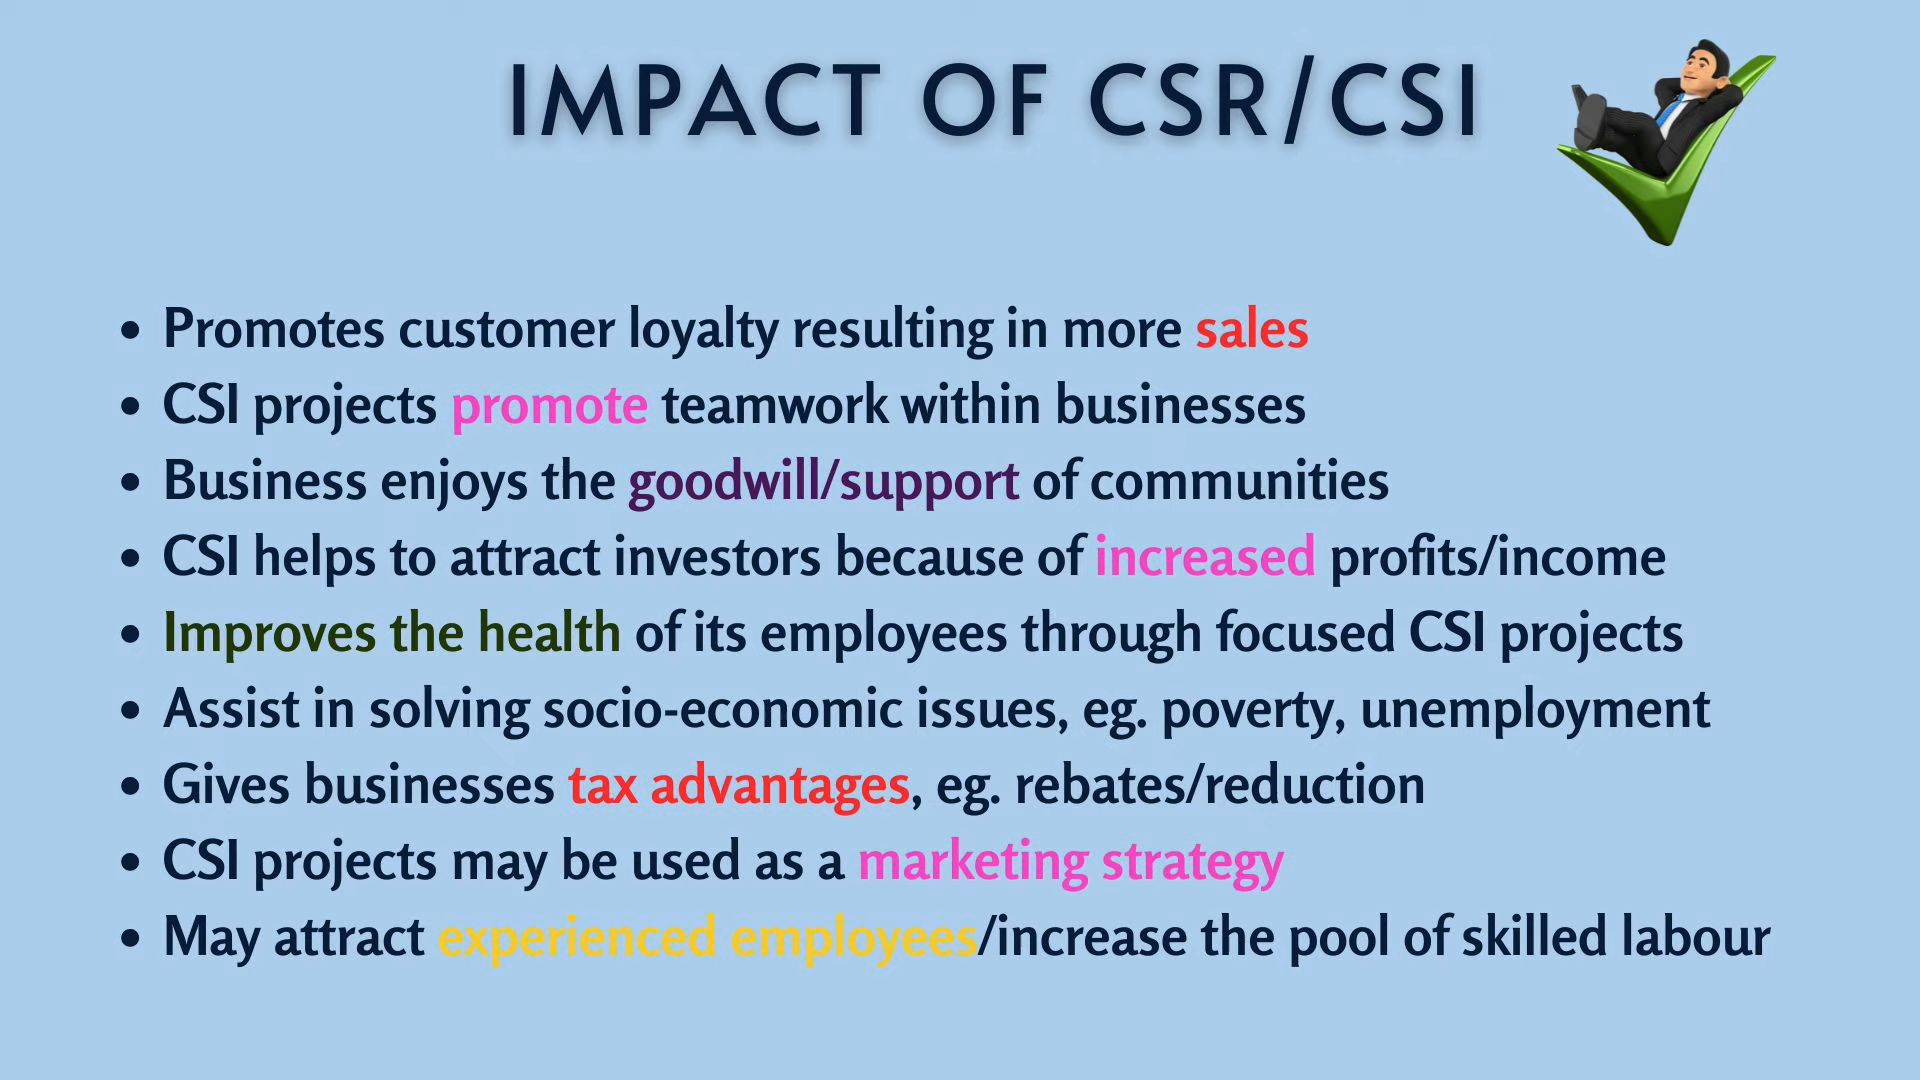 IMPACT OF CSR/CSI
• Promotes customer loyalty resulting in more sales
• CSI projects promote teamwork within businesses
• Business enjoys the goodwill/support of communities
• CSI helps to attract investors because of increased profits/income
• Improves the health of its employees through focused CSI projects
• Assist in solving socio-economic issues, eg. poverty, unemployment
• Gives businesses tax advantages, eg. rebates/reduction
• CSI projects may be used as a marketing strategy
• May attract experienced employees/increase the pool of skilled labour